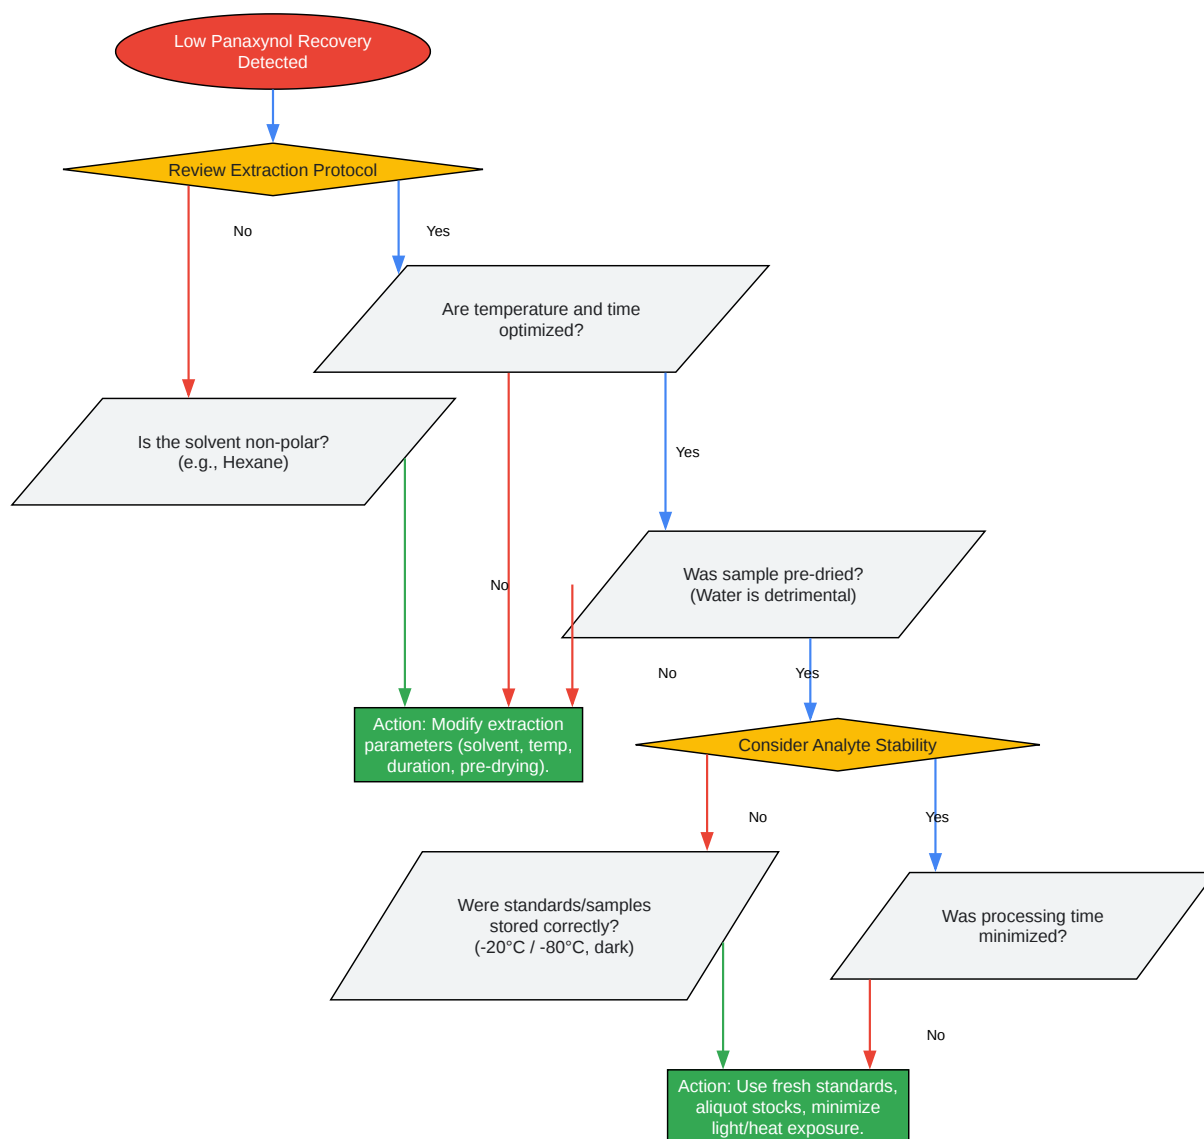 Low Panaxynol Recovery
Detected
Review Extraction Protocol
No
Yes
Are temperature and time
optimized?
Is the solvent non-polar?
(e.g., Hexane)
Yes
Was sample pre-dried?
(Water is detrimental)
No
No
Yes
Action: Modify extraction
parameters (solvent, temp,
duration, pre-drying).
Consider Analyte Stability
No
Yes
Were standards/samples
stored correctly?
(-20°C / -80°C, dark)
Was processing time
minimized?
No
Action: Use fresh standards,
aliquot stocks, minimize
light/heat exposure.